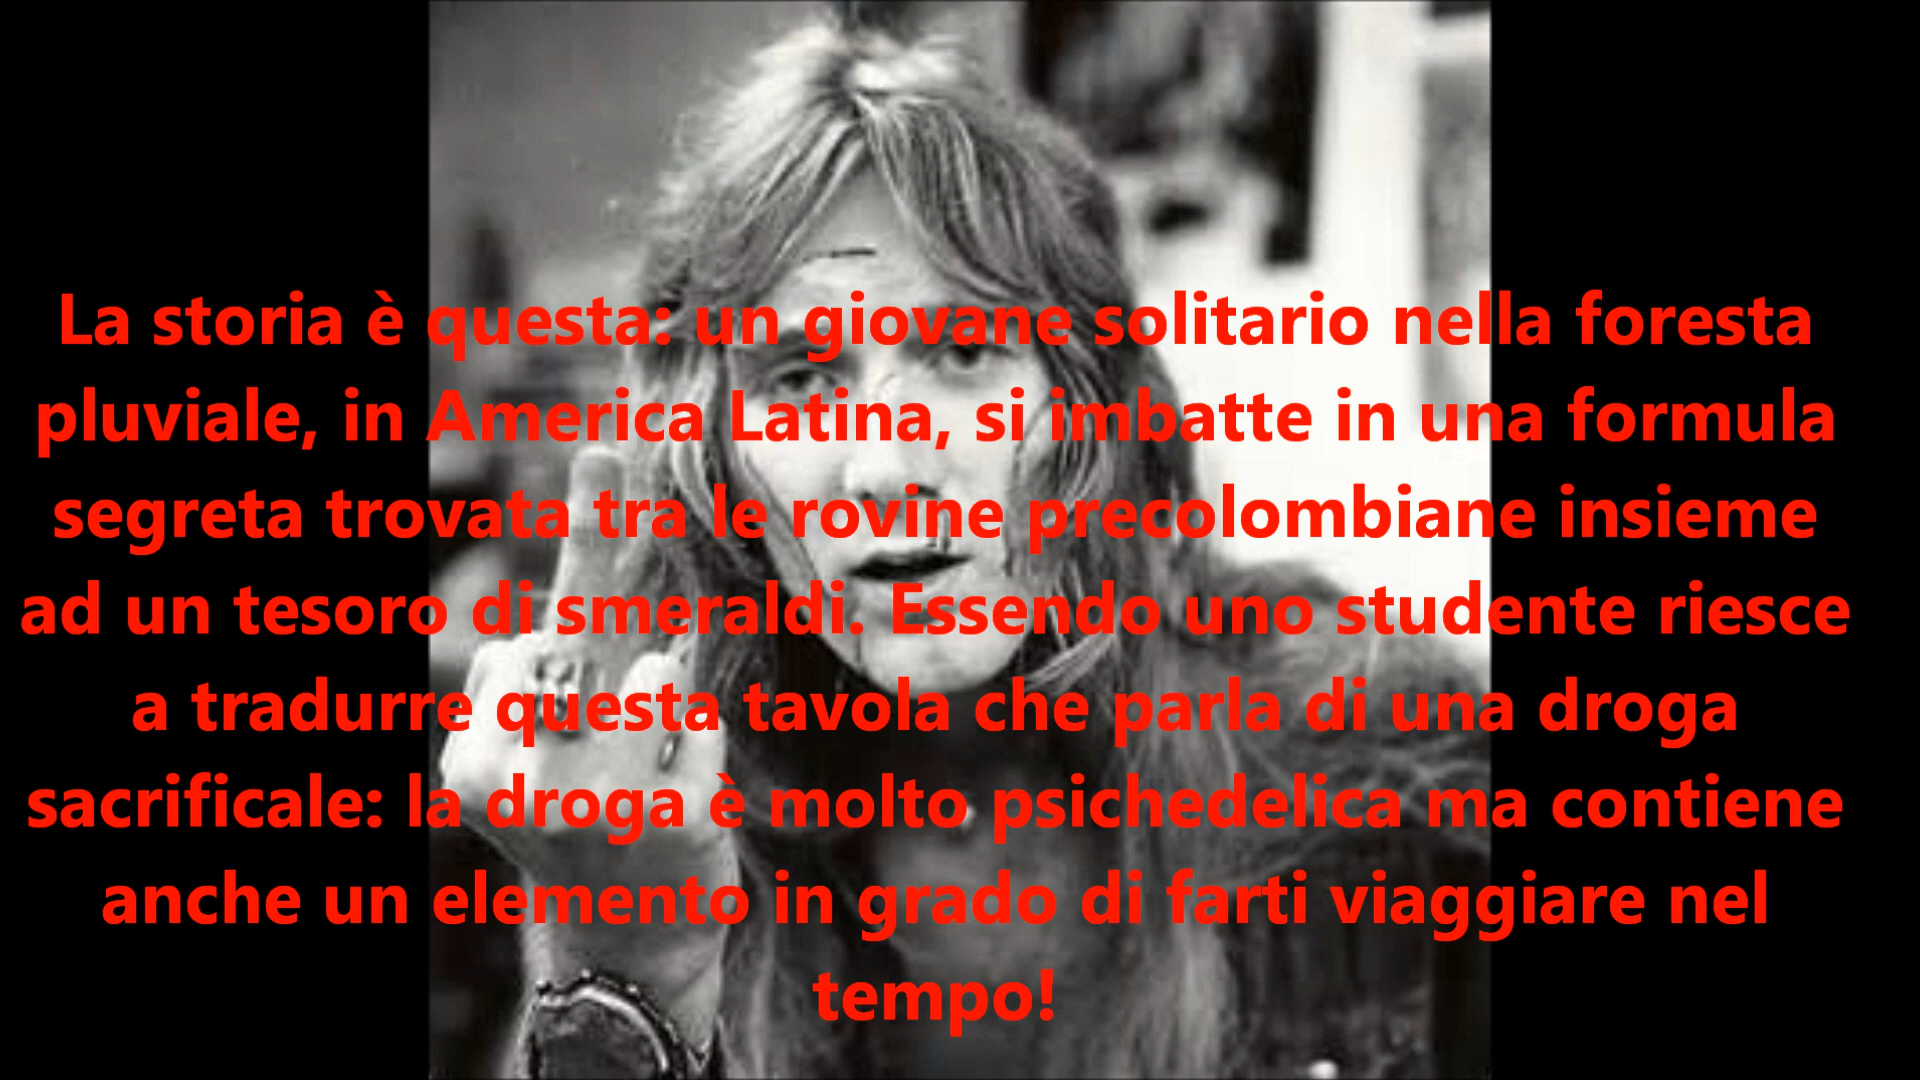 La storia è questa: un giovane solitario nella foresta
pluviale, in America Latina, si imbatte in una formula
segreta trovata tra le rovine precolombiane insieme
ad un tesoro di smeraldi. Essendo uno studente riesce
a tradurre questa tavola che parla di una droga
sacrificale: la droga è molto psichedelica ma contiene
anche un elemento in grado di farti viaggiare nel
tempo!